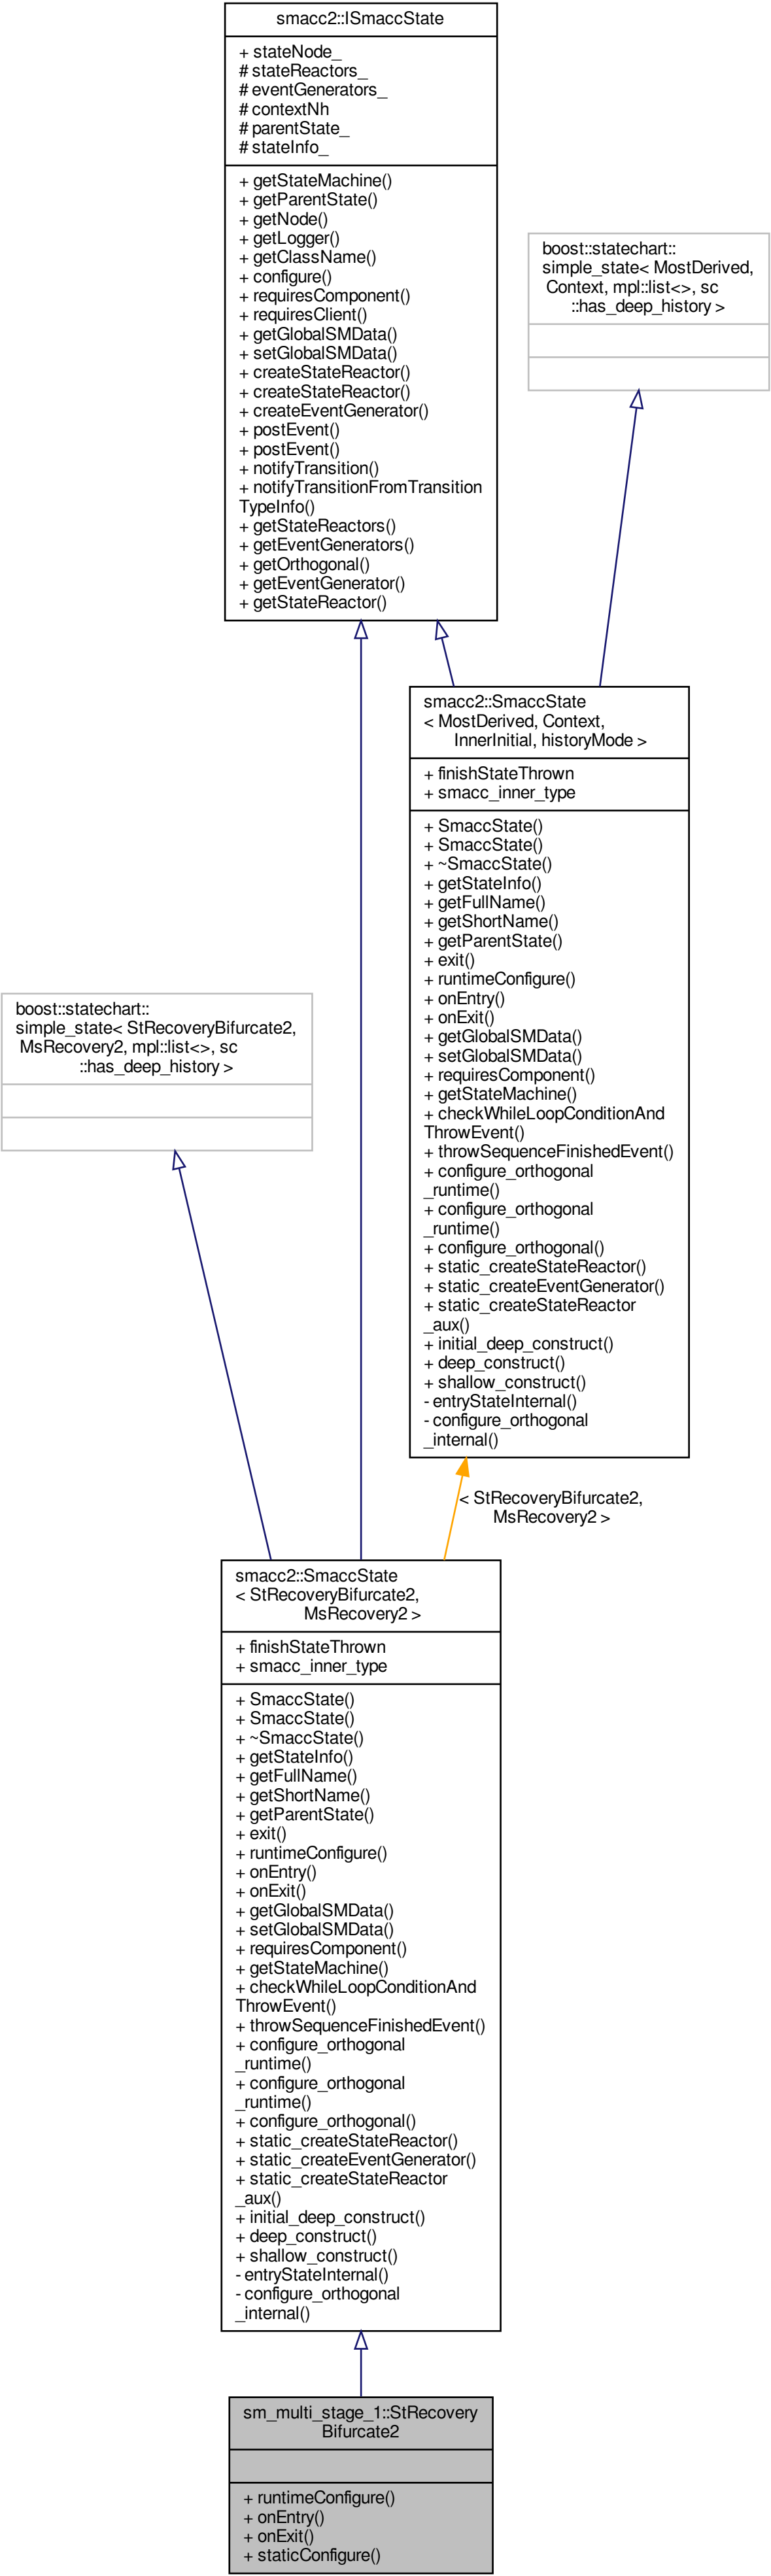 smacc2::ISmaccState
+ stateNode_
# stateReactors_
# eventGenerators_
# contextNh
# parentState_
# stateInfo_
+ getStateMachine()
+ getParentState()
+ getNode()
+ getLogger()
+ getClassName()
+ configure()
+ requiresComponent()
+ requiresClient()
+ getGlobalSMData()
+ setGlobalSMData()
+ createStateReactor()
+ createStateReactor()
+ createEventGenerator()
+ postEvent()
+ postEvent()
+ notifyTransition()
+ notifyTransitionFromTransition
TypeInfo()
+ getStateReactors()
+ getEventGenerators()
+ getOrthogonal()
+ getEventGenerator()
+ getStateReactor()
boost::statechart::
simple_state< MostDerived,
Context, mpl::list<>, sc
::has_deep_history >
smacc2::SmaccState
< MostDerived, Context,
InnerInitial, historyMode >
+ finishStateThrown
+ smacc_inner_type
+ SmaccState()
+ SmaccState()
+ ~SmaccState()
+ getStateInfo()
+ getFullName()
+ getShortName()
+ getParentState()
+ exit()
+ runtimeConfigure()
+ onEntry()
+ onExit()
+ getGlobalSMData()
+ setGlobalSMData()
+ requiresComponent()
+ getStateMachine()
+ checkWhileLoopConditionAnd
ThrowEvent()
+ throwSequenceFinishedEvent()
+ configure_orthogonal
_runtime()
+ configure_orthogonal
_runtime()
+ configure_orthogonal()
+ static_createStateReactor()
+ static_createEventGenerator()
+ static_createStateReactor
_aux()
+ initial_deep_construct()
+ deep_construct()
+ shallow_construct()
- entryStateInternal()
- configure_orthogonal
_internal()
boost::statechart::
simple_state< StRecoveryBifurcate2,
MsRecovery2, mpl::list<>, sc
::has_deep_history >
< StRecoveryBifurcate2,
MsRecovery2 >
smacc2::SmaccState
< StRecoveryBifurcate2,
MsRecovery2 >
+ finishStateThrown
+ smacc_inner_type
+ SmaccState()
+ SmaccState()
+ ~SmaccState()
+ getStateInfo()
+ getFullName()
+ getShortName()
+ getParentState()
+ exit()
+ runtimeConfigure()
+ onEntry()
+ onExit()
+ getGlobalSMData()
+ setGlobalSMData()
+ requiresComponent()
+ getStateMachine()
+ checkWhileLoopConditionAnd
ThrowEvent()
+ throwSequenceFinishedEvent()
+ configure_orthogonal
_runtime()
+ configure_orthogonal
_runtime()
+ configure_orthogonal()
+ static_createStateReactor()
+ static_createEventGenerator()
+ static_createStateReactor
_aux()
+ initial_deep_construct()
+ deep_construct()
+ shallow_construct()
- entryStateInternal()
- configure_orthogonal
_internal()
sm_multi_stage_1::StRecovery
Bifurcate2
+ runtimeConfigure()
+ onEntry()
+ onExit()
+ staticConfigure()